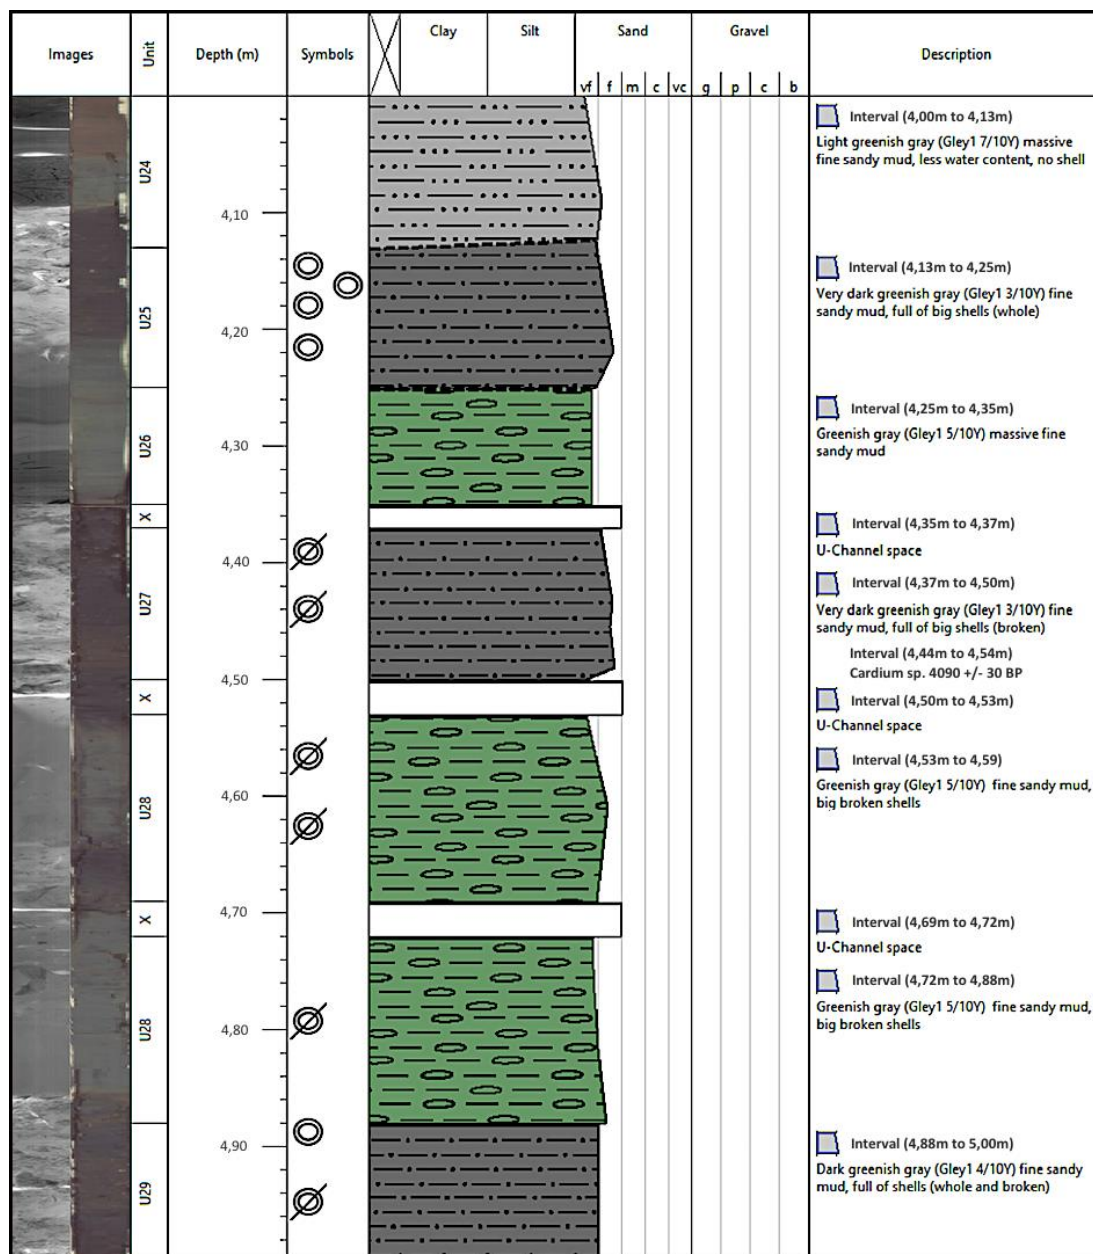 Images
Unit
Depth (m)
Symbols
Clay
Silt
Sand
Gravel
Description
vf f m c vc g p c b
U24
4,10
U25
4,20
U26
4,30
X
4,40
U27
4,50
X
U28
4,60
X
4,70
U28
4,80
4,90
U29
Interval (4,00m to 4,13m)
Light greenish gray (Gley1 7/10Y) massive
fine sandy mud, less water content, no shell
Interval (4,13m to 4,25m)
Very dark greenish gray (Gley1 3/10Y) fine
sandy mud, full of big shells (whole)
Interval (4,25m to 4,35m)
Greenish gray (Gley1 5/10Y) massive fine
sandy mud
Interval (4,35m to 4,37m)
U-Channel space
Interval (4,37m to 4,50m)
Very dark greenish gray (Gley1 3/10Y) fine
sandy mud, full of big shells (broken)
Interval (4,44m to 4,54m)
Cardium sp. 4090 +/- 30 BP
Interval (4,50m to 4,53m)
U-Channel space
Interval (4,53m to 4,59)
Greenish gray (Gley1 5/10Y) fine sandy mud,
big broken shells
Interval (4,69m to 4,72m)
U-Channel space
Interval (4,72m to 4,88m)
Greenish gray (Gley1 5/10Y) fine sandy mud,
big broken shells
Interval (4,88m to 5,00m)
Dark greenish gray (Gley1 4/10Y) fine sandy
mud, full of shells (whole and broken)